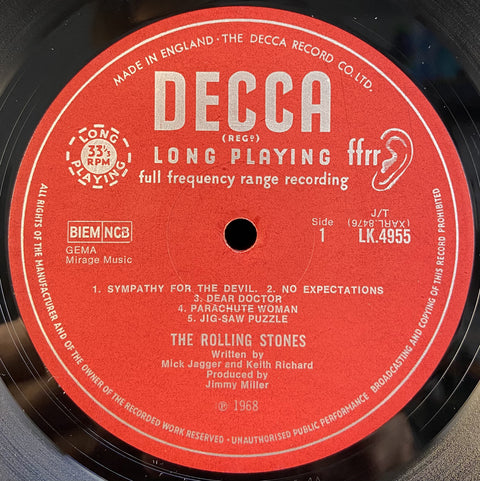 MADE IN ENGLAND · THE DECCA RECORD CO. LTD.
DECCA
(REGD)
LONG PLAYING
33⅓
RPM
LONG PLAYING
ffrr
full frequency range recording
BIEM NCB
GEMA
Mirage Music
Side
1
J/T
(XARL.8476)
LK.4955
1. SYMPATHY FOR THE DEVIL. 2. NO EXPECTATIONS
3. DEAR DOCTOR
4. PARACHUTE WOMAN
5. JIG-SAW PUZZLE
THE ROLLING STONES
Written by
Mick Jagger and Keith Richard
Produced by
Jimmy Miller
℗ 1968
ALL RIGHTS OF THE MANUFACTURER AND OF THE OWNER OF THE RECORDED WORK RESERVED · UNAUTHORISED PUBLIC PERFORMANCE BROADCASTING AND COPYING OF THIS RECORD PROHIBITED